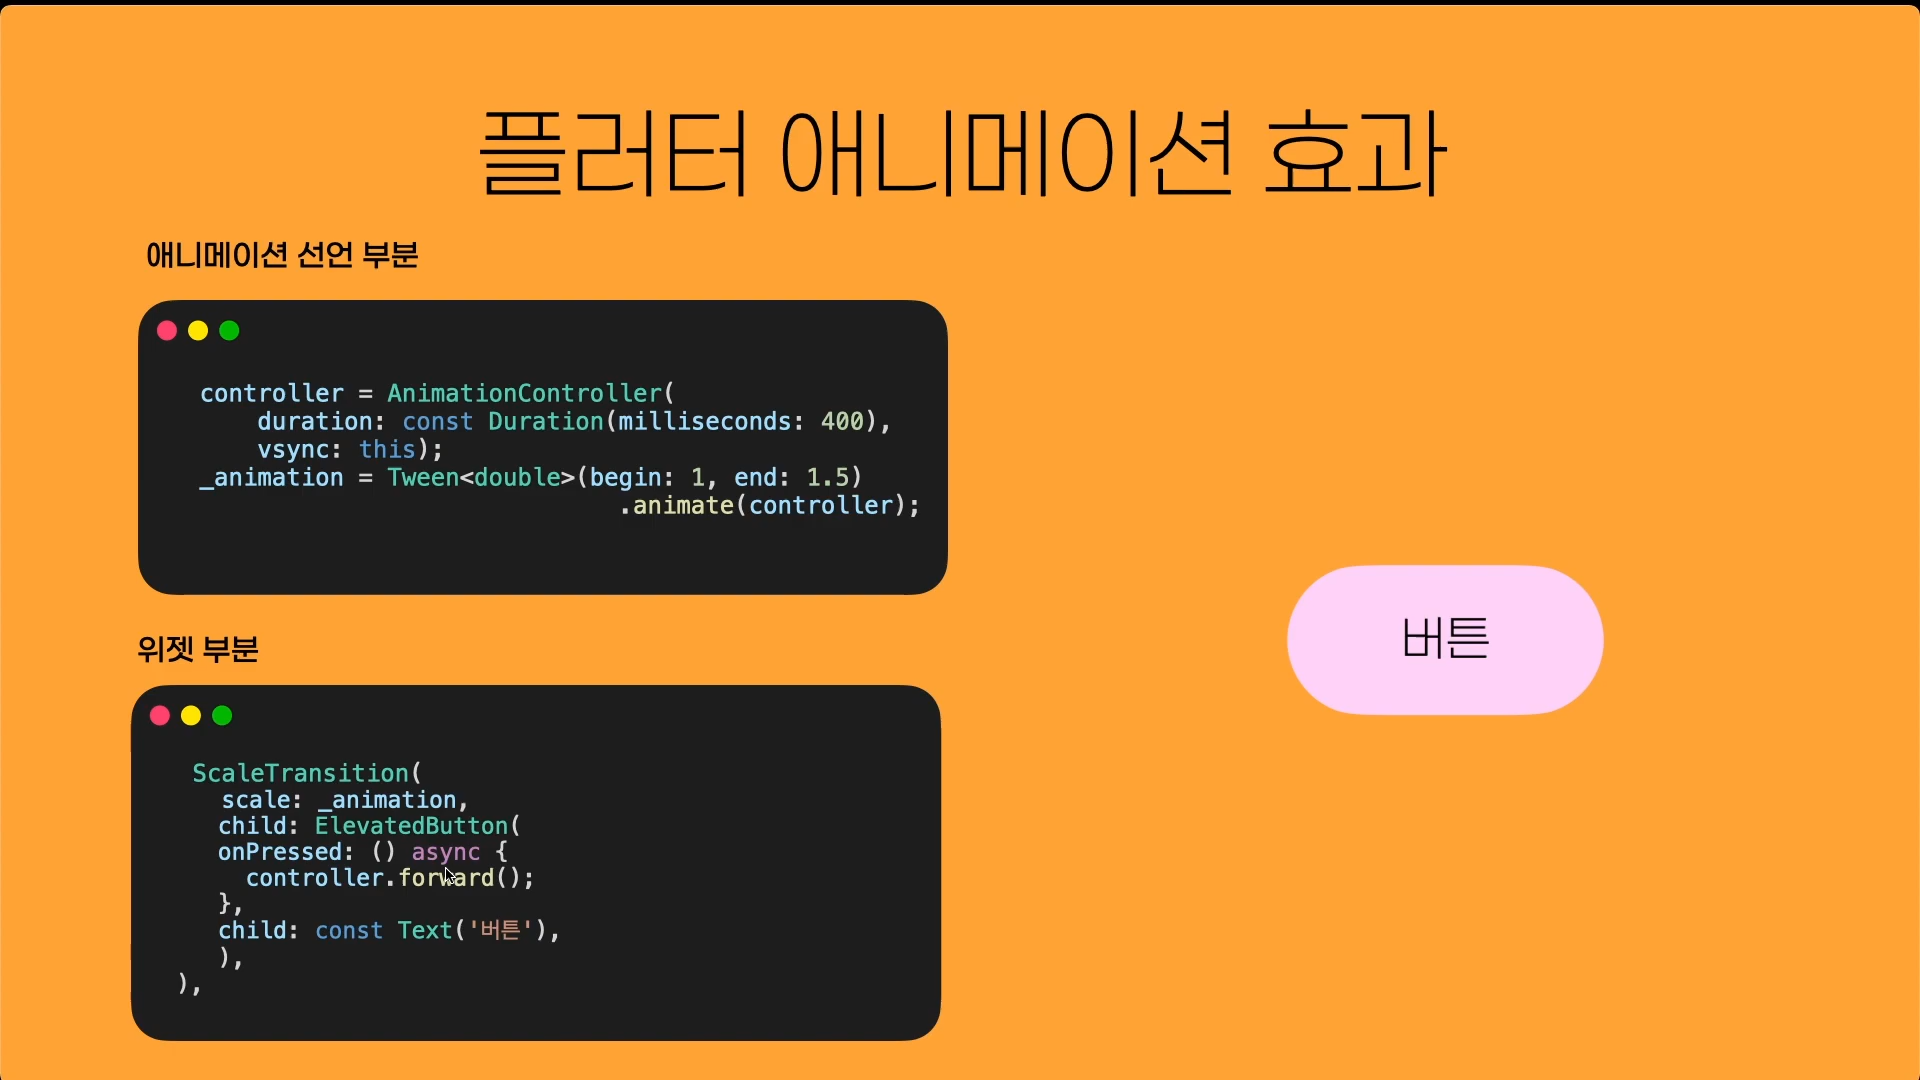 플러터 애니메이션 효과
애니메이션 선언 부분
controller = AnimationController(
    duration: const Duration(milliseconds: 400),
    vsync: this);
_animation = Tween<double>(begin: 1, end: 1.5)
                             .animate(controller);
위젯 부분
ScaleTransition(
  scale: _animation,
  child: ElevatedButton(
  onPressed: () async {
    controller.forward();
  },
  child: const Text('버튼'),
  ),
),
버튼